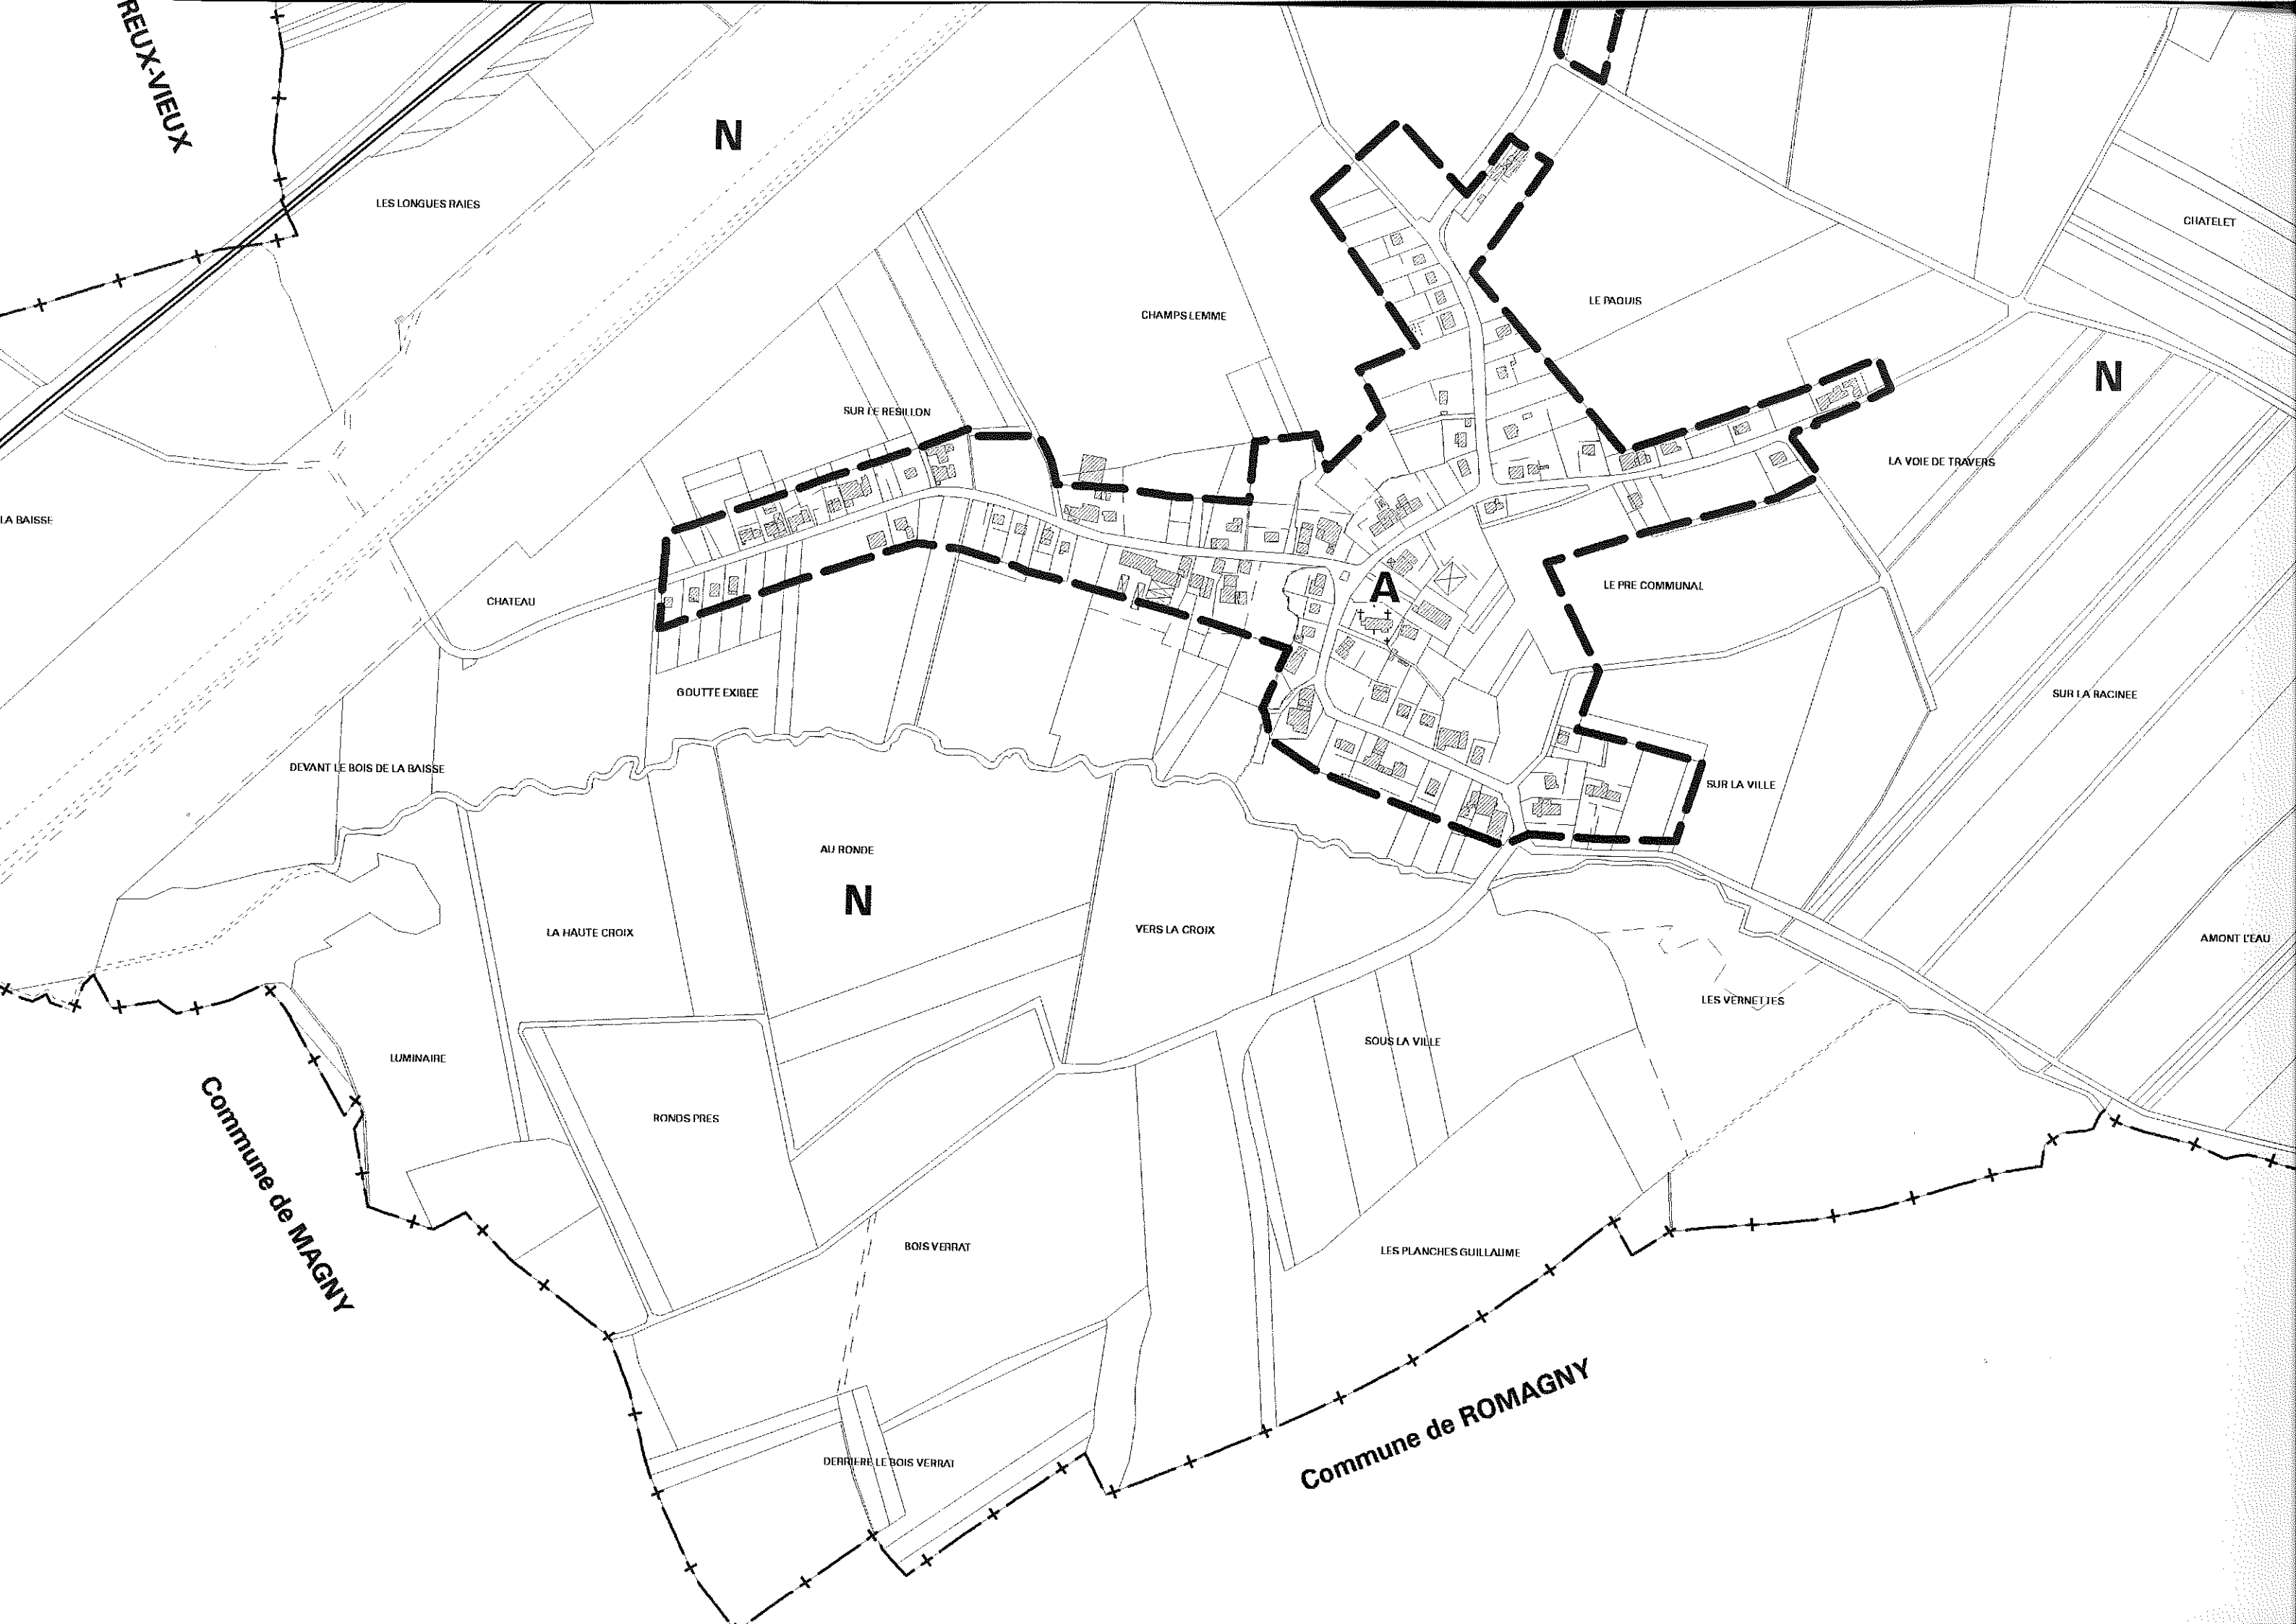 REUX-VIEUX
N
LES LONGUES RAIES
CHATELET
LE PAQUIS
CHAMPS LEMME
N
SUR LE RESILLON
LA VOIE DE TRAVERS
LA BAISSE
A
LE PRE COMMUNAL
CHATEAU
GOUTTE EXIBEE
SUR LA RACINEE
DEVANT LE BOIS DE LA BAISSE
SUR LA VILLE
AU RONDE
N
LA HAUTE CROIX
VERS LA CROIX
AMONT L'EAU
LES VERNETTES
SOUS LA VILLE
LUMINAIRE
RONDS PRES
Commune de MAGNY
BOIS VERRAT
LES PLANCHES GUILLAUME
Commune de ROMAGNY
DERRIERE LE BOIS VERRAT